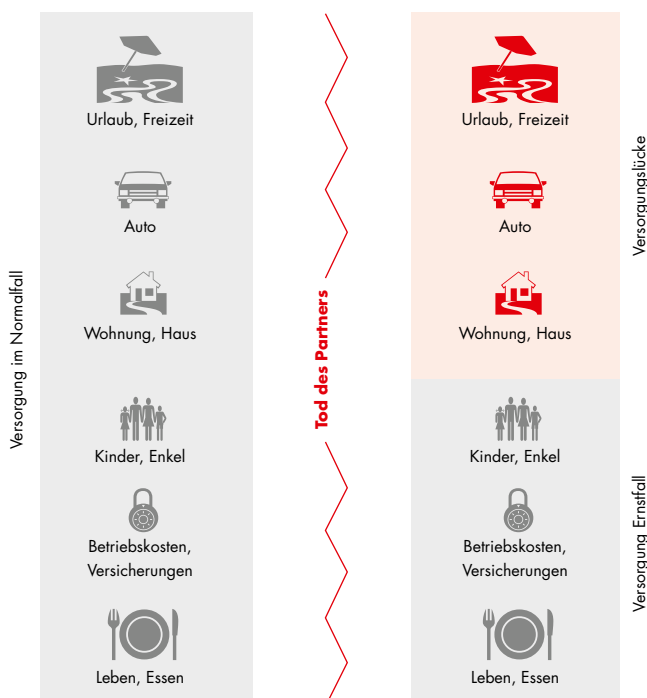 Versorgung im Normalfall
Urlaub, Freizeit
Auto
Wohnung, Haus
Kinder, Enkel
Betriebskosten,
Versicherungen
Leben, Essen
Tod des Partners
Urlaub, Freizeit
Auto
Wohnung, Haus
Kinder, Enkel
Betriebskosten,
Versicherungen
Leben, Essen
Versorgungslücke
Versorgung Ernstfall